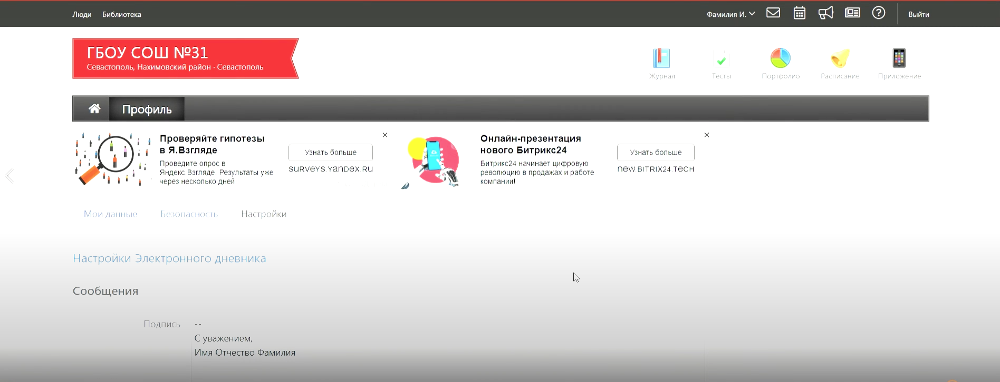 Люди Библиотека Фамилия И. Выйти
ГБОУ СОШ №31
Севастополь, Нахимовский район · Севастополь
Журнал Тесты Портфолио Расписание Приложение
Профиль
Проверяйте гипотезы
в Я.Взгляде
Проведите опрос в
Яндекс.Взгляде. Результаты уже
через несколько дней
Узнать больше
surveys.yandex.ru
Онлайн-презентация
нового Битрикс24
Битрикс24 начинает цифровую
революцию в продажах и работе
компании!
Узнать больше
new.bitrix24.tech
Мои данные Безопасность Настройки
Настройки Электронного дневника
Сообщения
Подпись --
С уважением,
Имя Отчество Фамилия